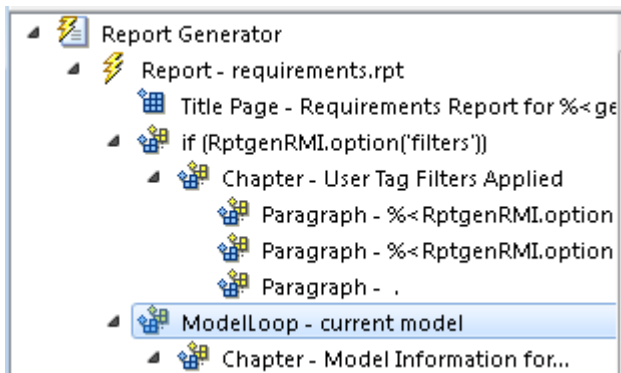 Report Generator
Report - requirements.rpt
Title Page - Requirements Report for %<ge
if (RptgenRMI.option('filters'))
Chapter - User Tag Filters Applied
Paragraph - %<RptgenRMI.option
Paragraph - %<RptgenRMI.option
Paragraph - .
ModelLoop - current model
Chapter - Model Information for...